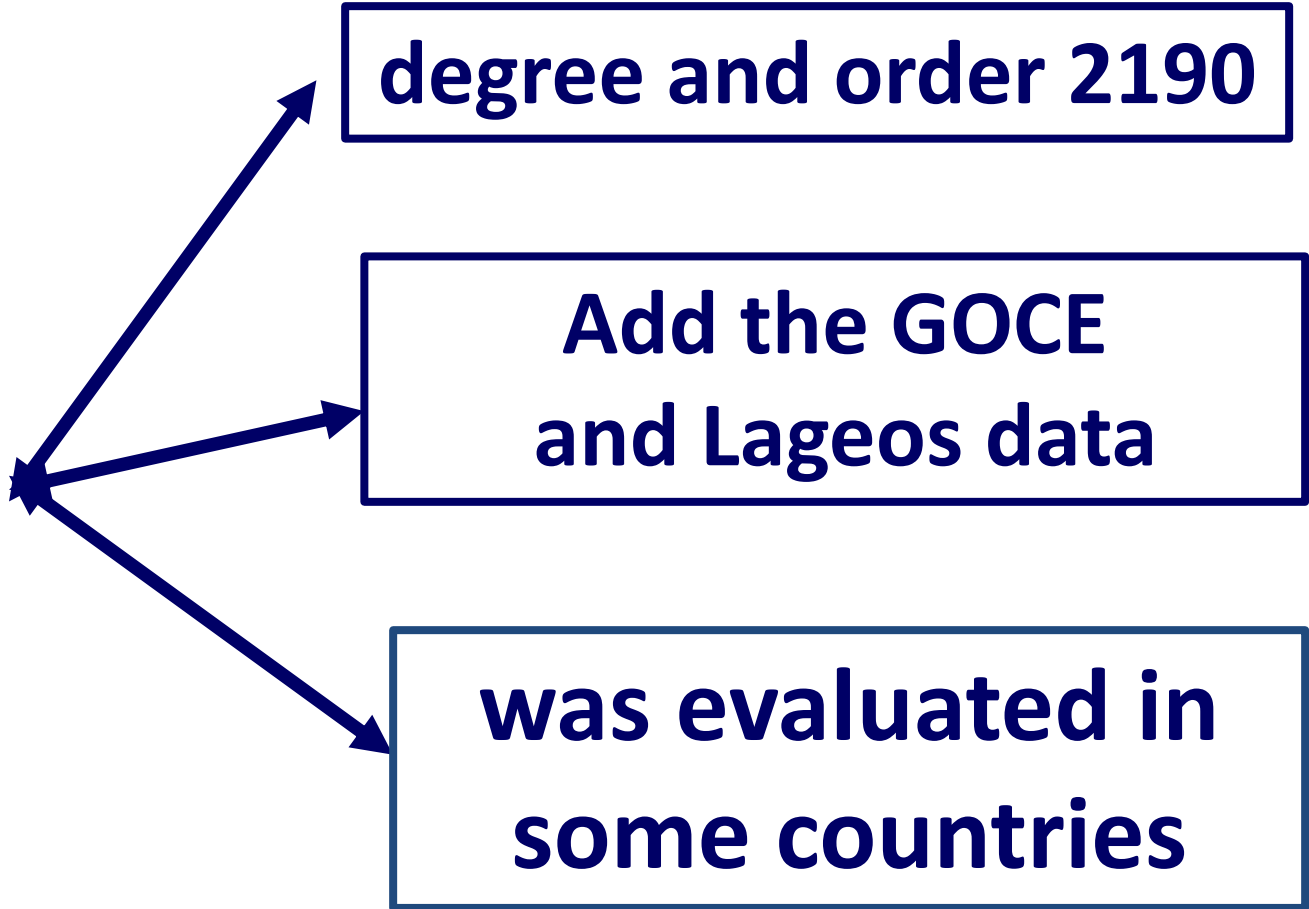 degree and order 2190
Add the GOCE
and Lageos data
was evaluated in
some countries